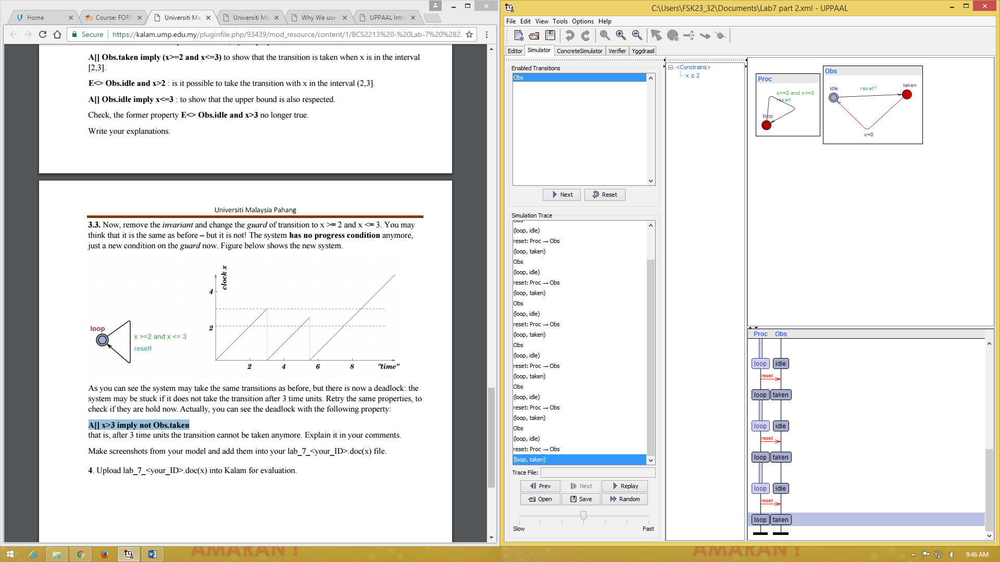 Home
Course: FORM
Universiti Ma
Universiti Ma
Why We use
UPPAAL Intro
Secure
https://kalam.ump.edu.my/pluginfile.php/93439/mod_resource/content/1/BCS2213%20-%20Lab-7%20%282.
A[] Obs.taken imply (x>=2 and x<=3) to show that the transition is taken when x is in the interval
[2,3].
E<> Obs.idle and x>2 : is it possible to take the transition with x in the interval (2,3].
A[] Obs.idle imply x<=3 : to show that the upper bound is also respected.
Check, the former property E<> Obs.idle and x>3 no longer true.
Write your explanations.
Universiti Malaysia Pahang
3.3. Now, remove the invariant and change the guard of transition to x >= 2 and x <= 3. You may
think that it is the same as before – but it is not! The system has no progress condition anymore,
just a new condition on the guard now. Figure below shows the new system.
loop
x >=2 and x <= 3
reset!
clock x
4
2
2 4 6 8 "time"
As you can see the system may take the same transitions as before, but there is now a deadlock: the
system may be stuck if it does not take the transition after 3 time units. Retry the same properties, to
check if they are hold now. Actually, you can see the deadlock with the following property:
A[] x>3 imply not Obs.taken
that is, after 3 time units the transition cannot be taken anymore. Explain it in your comments.
Make screenshots from your model and add them into your lab_7_<your_ID>.doc(x) file.
4. Upload lab_7_<your_ID>.doc(x) into Kalam for evaluation.
C:\Users\FSK23_32\Documents\Lab7 part 2.xml - UPPAAL
File Edit View Tools Options Help
Editor Simulator ConcreteSimulator Verifier Yggdrasil
Enabled Transitions
Obs
Next Reset
Simulation Trace
Obs
(loop, idle)
reset: Proc → Obs
(loop, taken)
Obs
(loop, idle)
reset: Proc → Obs
(loop, taken)
Obs
(loop, idle)
reset: Proc → Obs
(loop, taken)
Obs
(loop, idle)
reset: Proc → Obs
(loop, taken)
Obs
(loop, idle)
reset: Proc → Obs
(loop, taken)
Obs
(loop, idle)
reset: Proc → Obs
(loop, taken)
Trace File:
Prev Next Replay
Open Save Random
Slow Fast
<Constrains>
x ≥ 2
Proc
x>=2 and x<=3
reset!
loop
Obs
idle
reset?
taken
x=0
Proc Obs
loop idle
reset
loop taken
loop idle
reset
loop taken
loop idle
reset
loop taken
AMARAN !
AMARAN !
9:46 AM